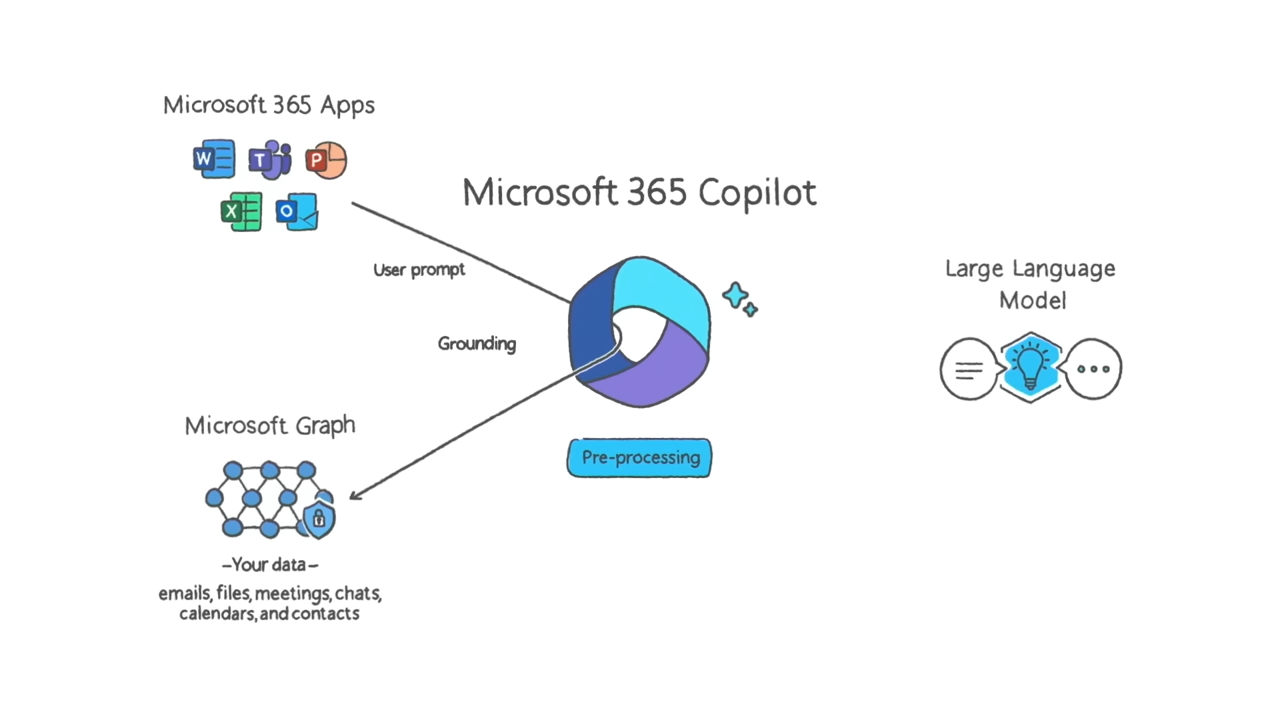 Microsoft 365 Apps
W
T
P
X
O
Microsoft 365 Copilot
User prompt
Grounding
Large Language
Model
Microsoft Graph
Pre-processing
–Your data–
emails, files, meetings, chats,
calendars, and contacts